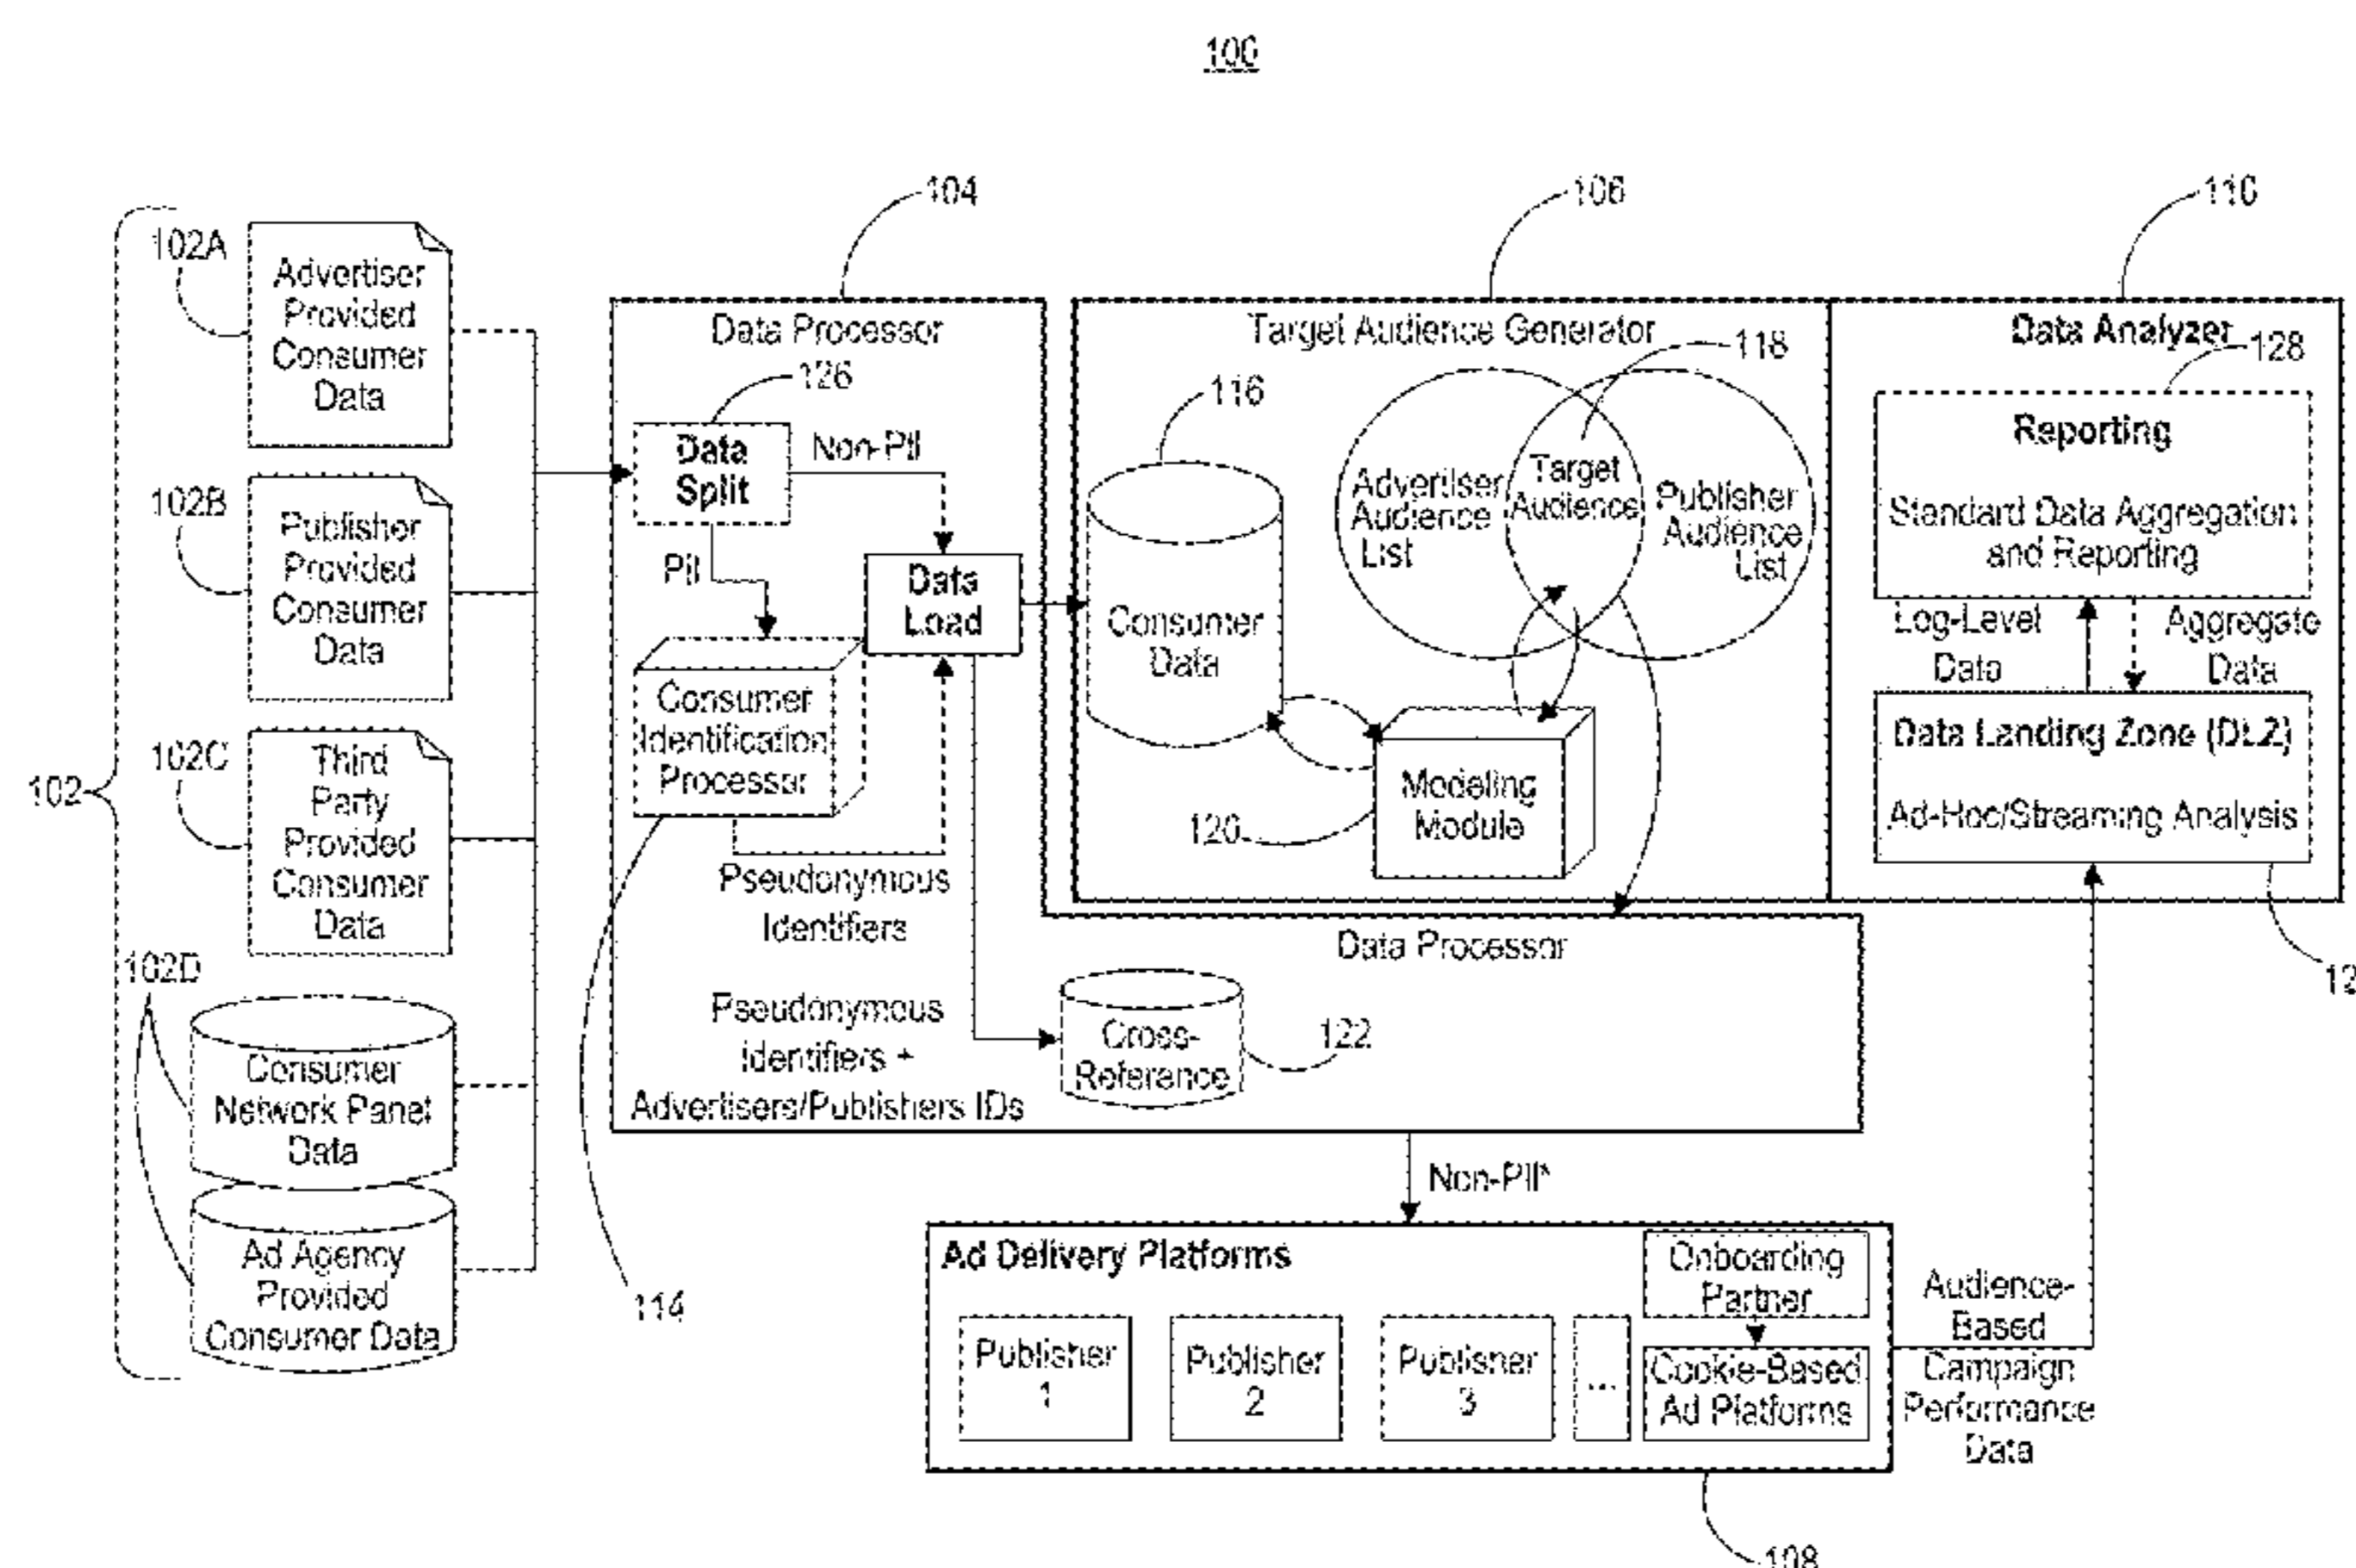 100
104
106
110
102A
Advertiser
Provided
Consumer
Data
102B
Publisher
Provided
Consumer
Data
102C
Third
Party
Provided
Consumer
Data
102
102D
Consumer
Network Panel
Data
Ad Agency
Provided
Consumer Data
Data Processor
126
Data
Split
Non-PII
PII
Data
Load
Consumer
Identification
Processor
Pseudonymous
Identifiers
Pseudonymous
Identifiers +
Advertisers/Publishers IDs
114
Target Audience Generator
118
116
Consumer
Data
Advertiser
Audience
List
Target
Audience
Publisher
Audience
List
120
Modeling
Module
Data Processor
Cross-
Reference
122
Data Analyzer
128
Reporting
Standard Data Aggregation
and Reporting
Log-Level
Data
Aggregate
Data
Data Landing Zone (DLZ)
Ad-Hoc/Streaming Analysis
Non-PII*
Ad Delivery Platforms
Publisher
1
Publisher
2
Publisher
3
...
Onboarding
Partner
Cookie-Based
Ad Platforms
Audience-
Based
Campaign
Performance
Data
108